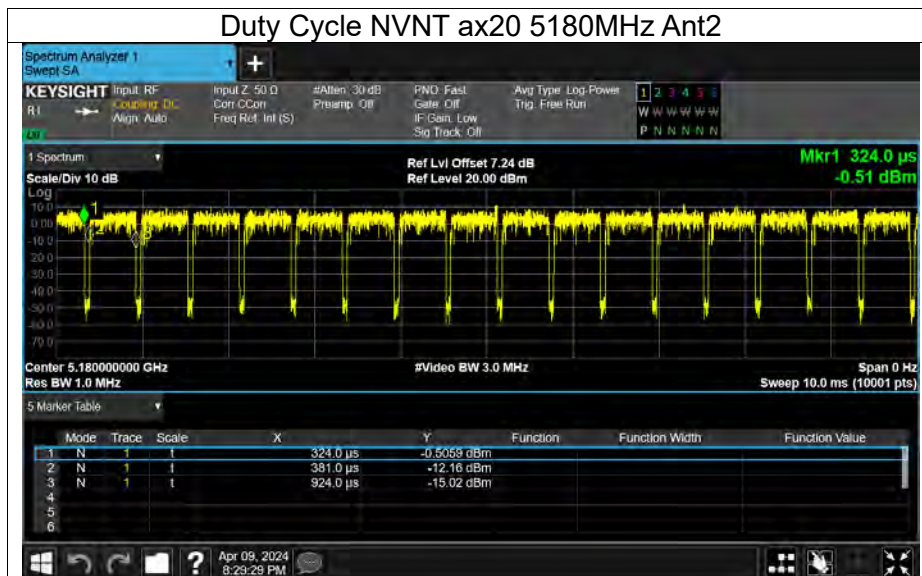 Duty Cycle NVNT ax20 5180MHz Ant2
Spectrum Analyzer 1
Swept SA
+
KEYSIGHT Input: RF Input Z: 50 Ω #Atten: 30 dB PNO: Fast Avg Type: Log-Power 1 2 3 4 5 6
Coupling: DC Corr CCorr Preamp: Off Gate: Off Trig: Free Run W W W W W W
Align: Auto Freq Ref: Int (S) IF Gain: Low P N N N N N
Sig Track: Off
1 Spectrum Ref Lvl Offset 7.24 dB Mkr1 324.0 µs
Scale/Div 10 dB Ref Level 20.00 dBm -0.51 dBm
Log
10.0
0.00
-10.0
-20.0
-30.0
-40.0
-50.0
-60.0
-70.0
Center 5.180000000 GHz #Video BW 3.0 MHz Span 0 Hz
Res BW 1.0 MHz Sweep 10.0 ms (10001 pts)
5 Marker Table
Mode Trace Scale X Y Function Function Width Function Value
1 N 1 t 324.0 µs -0.5059 dBm
2 N 1 t 381.0 µs -12.16 dBm
3 N 1 t 924.0 µs -15.02 dBm
4
5
6
? Apr 09, 2024
8:29:29 PM